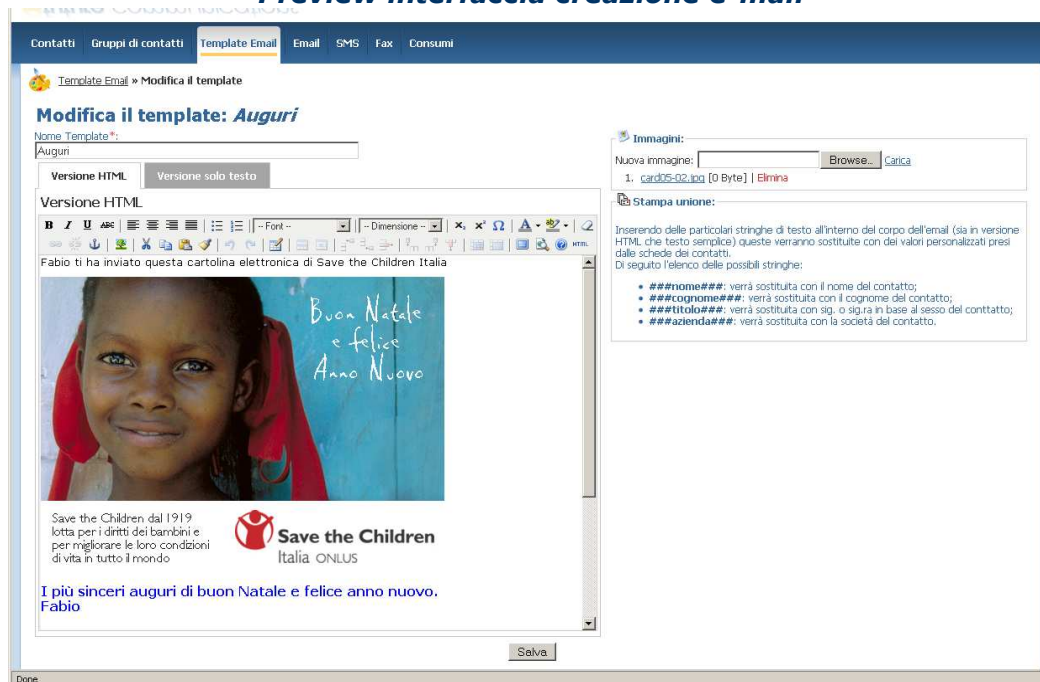 Preview interfaccia creazione e-mail
Contatti Gruppi di contatti Template Email Email SMS Fax Consumi
Template Email » Modifica il template
Modifica il template: Auguri
Nome Template*:
Auguri
Versione HTML Versione solo testo
Versione HTML
B I U ABC -- Font -- -- Dimensione -- x₂ x² Ω A ab
HTML
Fabio ti ha inviato questa cartolina elettronica di Save the Children Italia
Buon Natale
e felice
Anno Nuovo
Save the Children dal 1919
lotta per i diritti dei bambini e
per migliorare le loro condizioni
di vita in tutto il mondo
Save the Children
Italia ONLUS
I più sinceri auguri di buon Natale e felice anno nuovo.
Fabio
Salva
Immagini:
Nuova immagine: Browse... Carica
1. card05-02.jpg [0 Byte] | Elimina
Stampa unione:
Inserendo delle particolari stringhe di testo all'interno del corpo dell'email (sia in versione
HTML che testo semplice) queste verranno sostituite con dei valori personalizzati presi
dalle schede dei contatti.
Di seguito l'elenco delle possibili stringhe:
• ###nome###: verrà sostituita con il nome del contatto;
• ###cognome###: verrà sostituita con il cognome del contatto;
• ###titolo###: verrà sostituita con sig. o sig.ra in base al sesso del conttatto;
• ###azienda###: verrà sostituita con la società del contatto.
Done